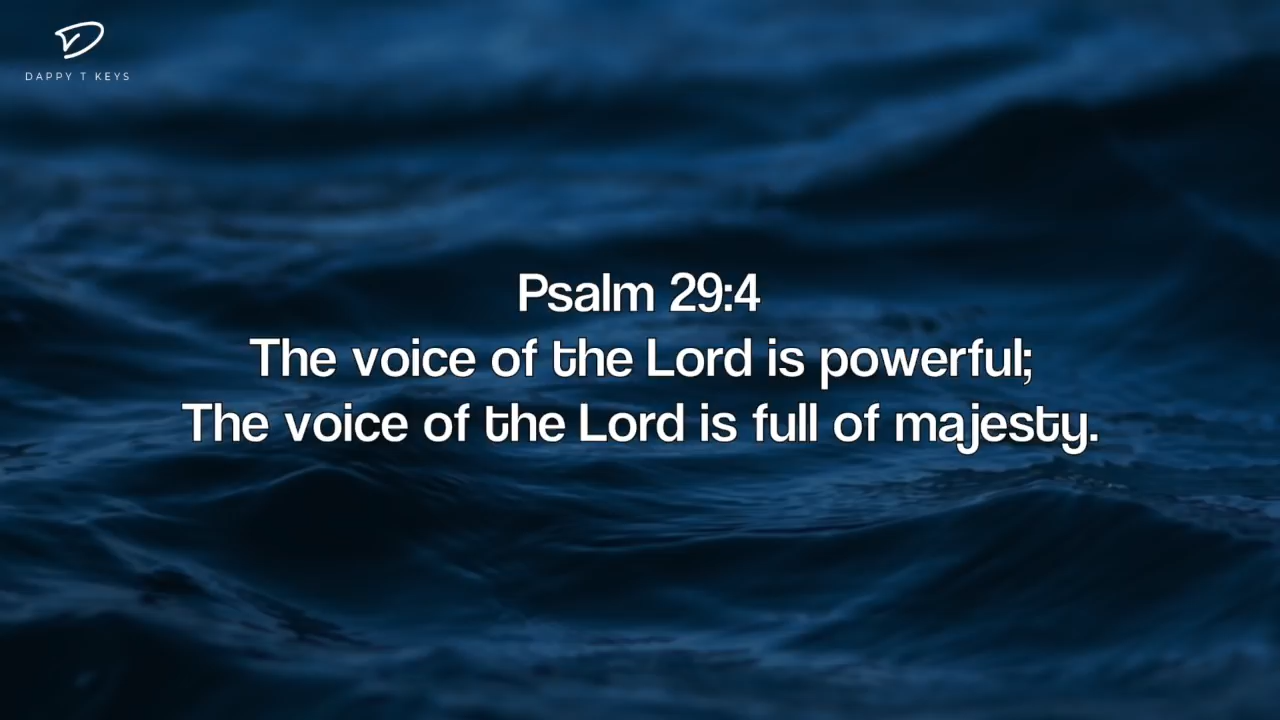 DAPPY T KEYS
Psalm 29:4
The voice of the Lord is powerful;
The voice of the Lord is full of majesty.